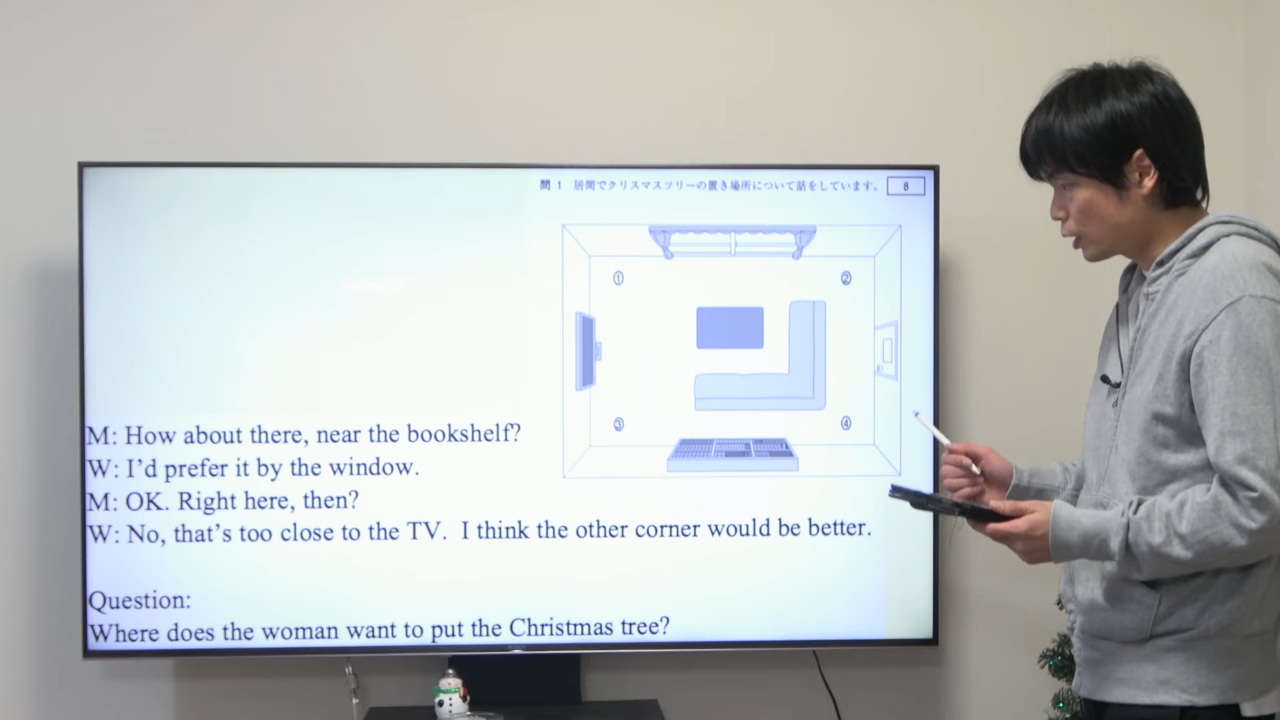 問 1 居間でクリスマスツリーの置き場所について話をしています。 8
①
②
③
④
M: How about there, near the bookshelf?
W: I'd prefer it by the window.
M: OK. Right here, then?
W: No, that's too close to the TV. I think the other corner would be better.
Question:
Where does the woman want to put the Christmas tree?